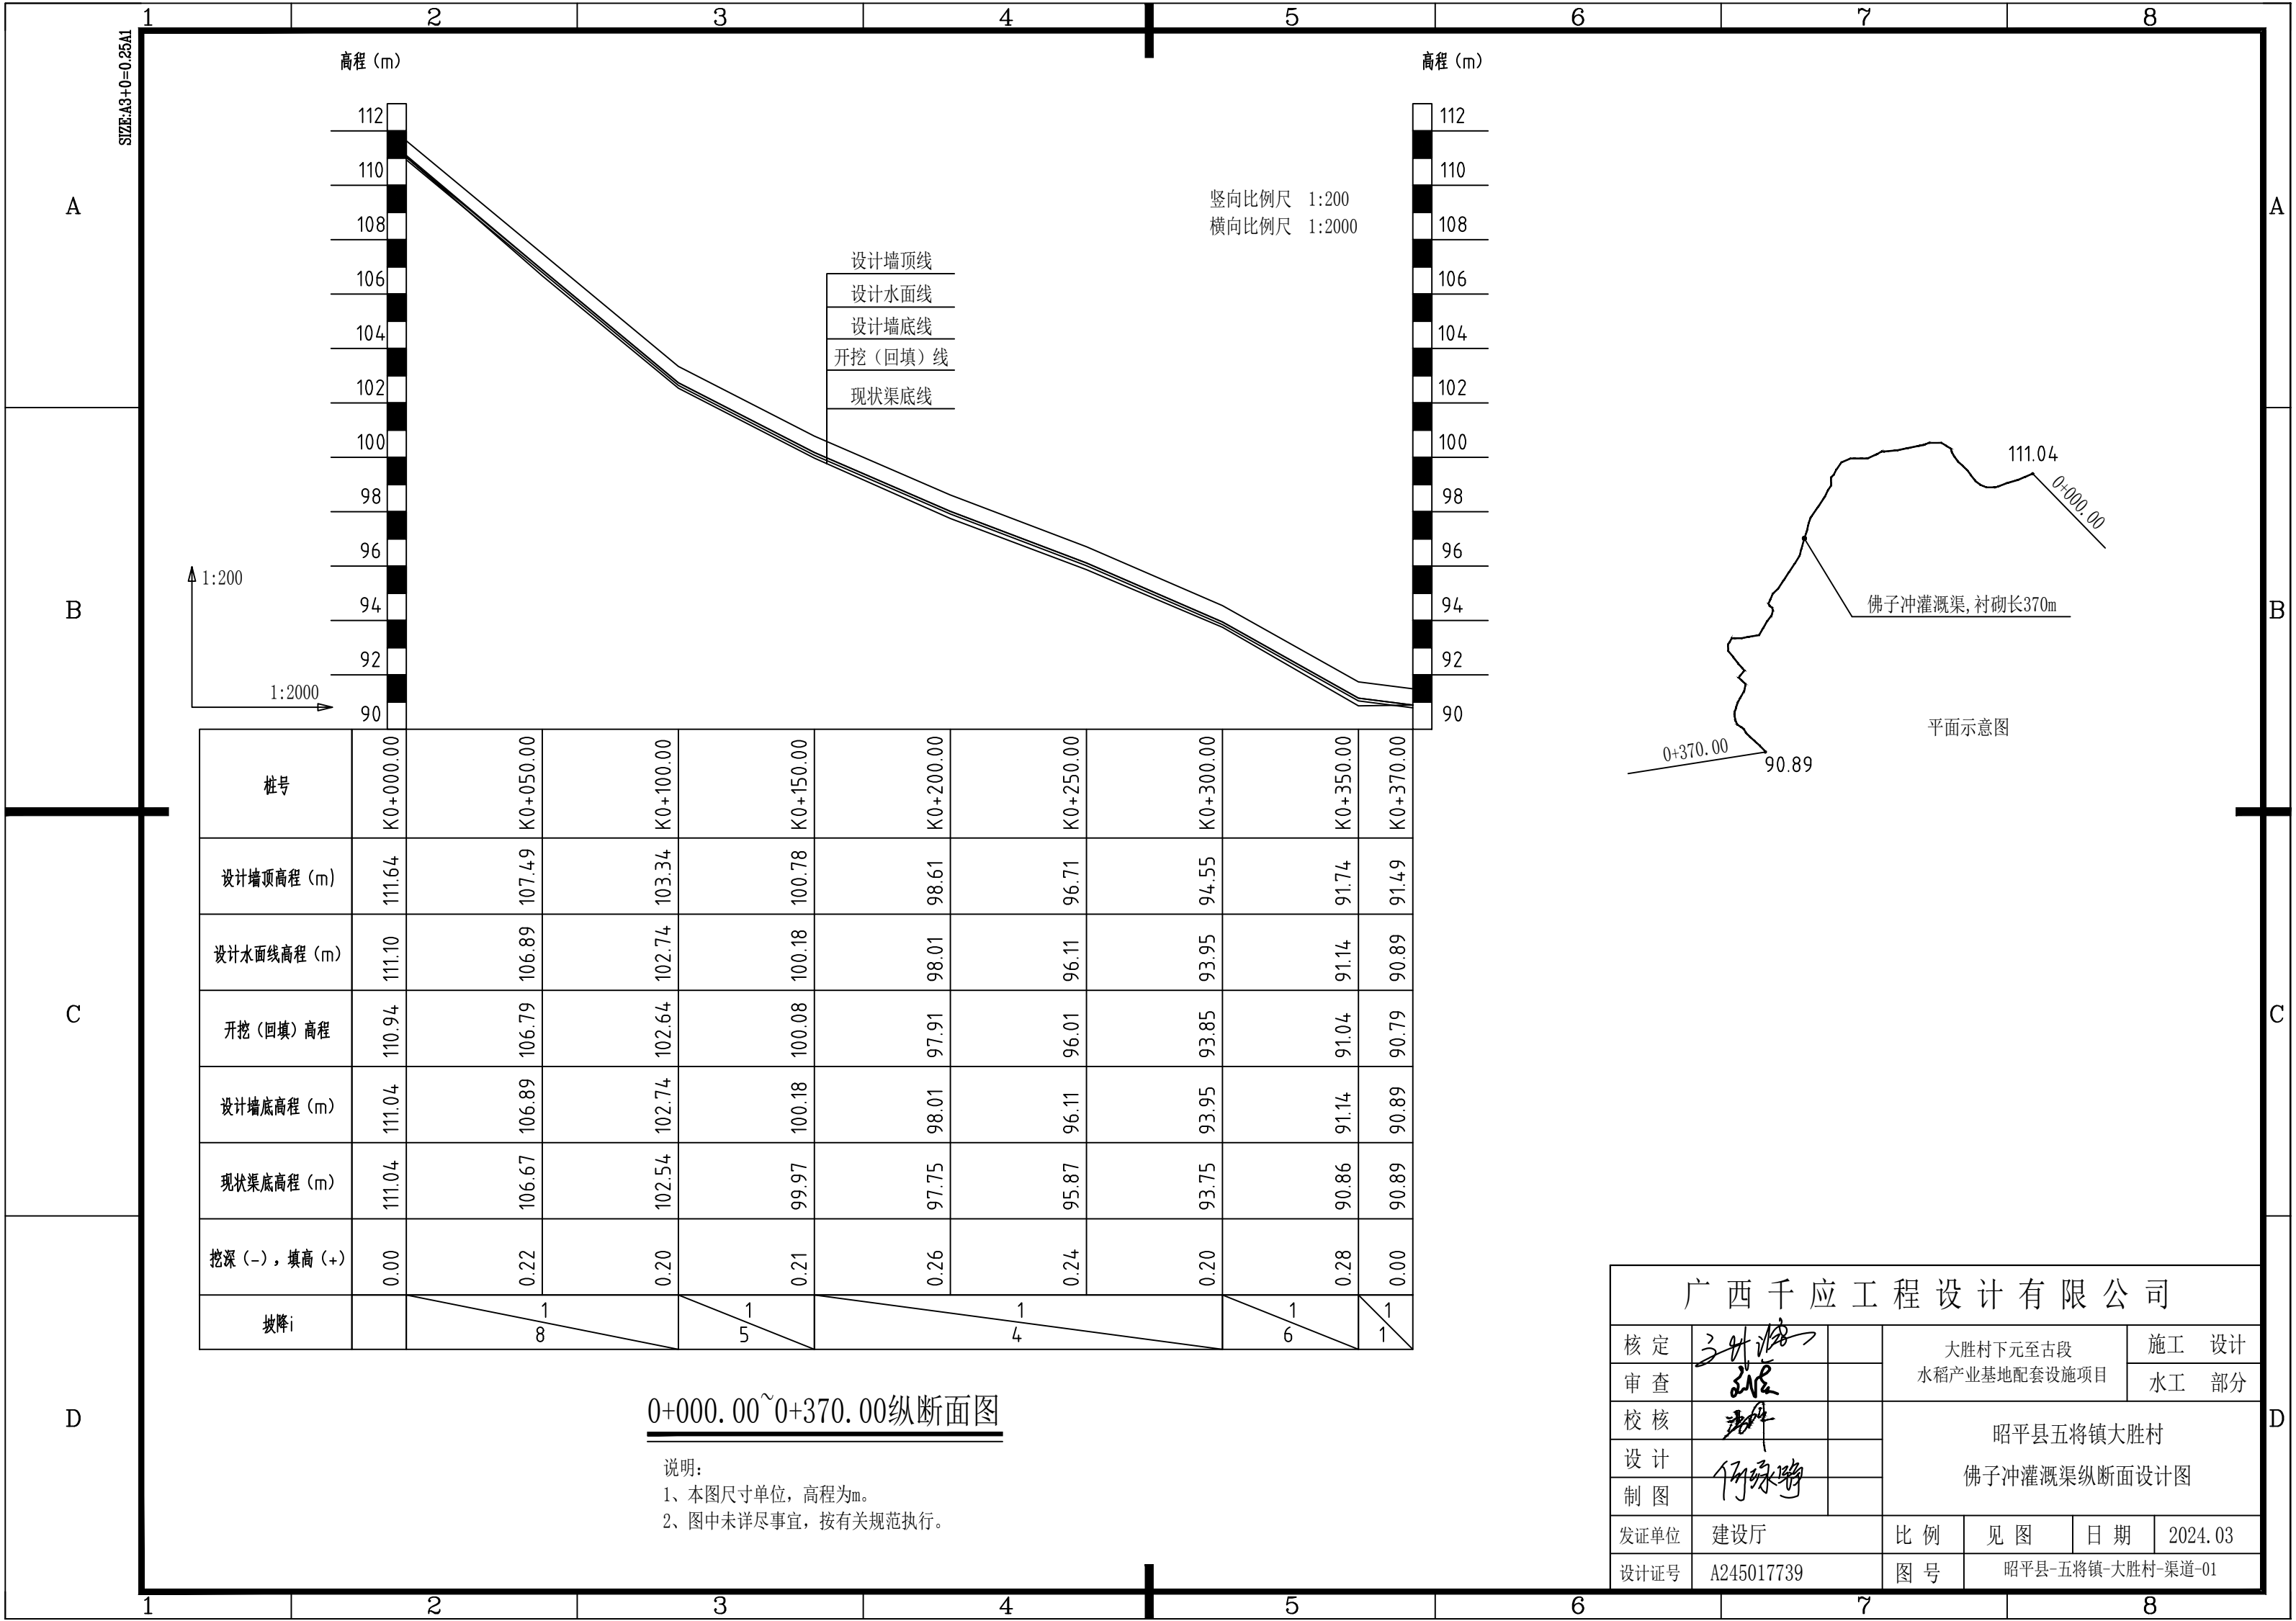 1 2 3 4 5 6 7 8
SIZE:A3+0=0.25A1
A
B
C
D
高程（m）
112
110
108
106
104
102
100
98
96
94
92
90
1:200
1:2000
设计墙顶线
设计水面线
设计墙底线
开挖（回填）线
现状渠底线
竖向比例尺 1:200
横向比例尺 1:2000
高程（m）
112
110
108
106
104
102
100
98
96
94
92
90
111.04
0+000.00
佛子冲灌溉渠,衬砌长370m
平面示意图
0+370.00
90.89
桩号 K0+000.00 K0+050.00 K0+100.00 K0+150.00 K0+200.00 K0+250.00 K0+300.00 K0+350.00 K0+370.00
设计墙顶高程（m） 111.64 107.49 103.34 100.78 98.61 96.71 94.55 91.74 91.49
设计水面线高程（m） 111.10 106.89 102.74 100.18 98.01 96.11 93.95 91.14 90.89
开挖（回填）高程 110.94 106.79 102.64 100.08 97.91 96.01 93.85 91.04 90.79
设计墙底高程（m） 111.04 106.89 102.74 100.18 98.01 96.11 93.95 91.14 90.89
现状渠底高程（m） 111.04 106.67 102.54 99.97 97.75 95.87 93.75 90.86 90.89
挖深（-），填高（+） 0.00 0.22 0.20 0.21 0.26 0.24 0.20 0.28 0.00
坡降i 1 8 1 5 1 4 1 6 1 1
0+000.00~0+370.00纵断面图
说明:
1、本图尺寸单位，高程为m。
2、图中未详尽事宜，按有关规范执行。
广西千应工程设计有限公司
核 定
审 查
校 核
设 计
制 图
大胜村下元至古段
水稻产业基地配套设施项目
施工 设计
水工 部分
昭平县五将镇大胜村
佛子冲灌溉渠纵断面设计图
发证单位 建设厅 比 例 见 图 日 期 2024.03
设计证号 A245017739 图 号 昭平县-五将镇-大胜村-渠道-01
A
B
C
D
1 2 3 4 5 6 7 8